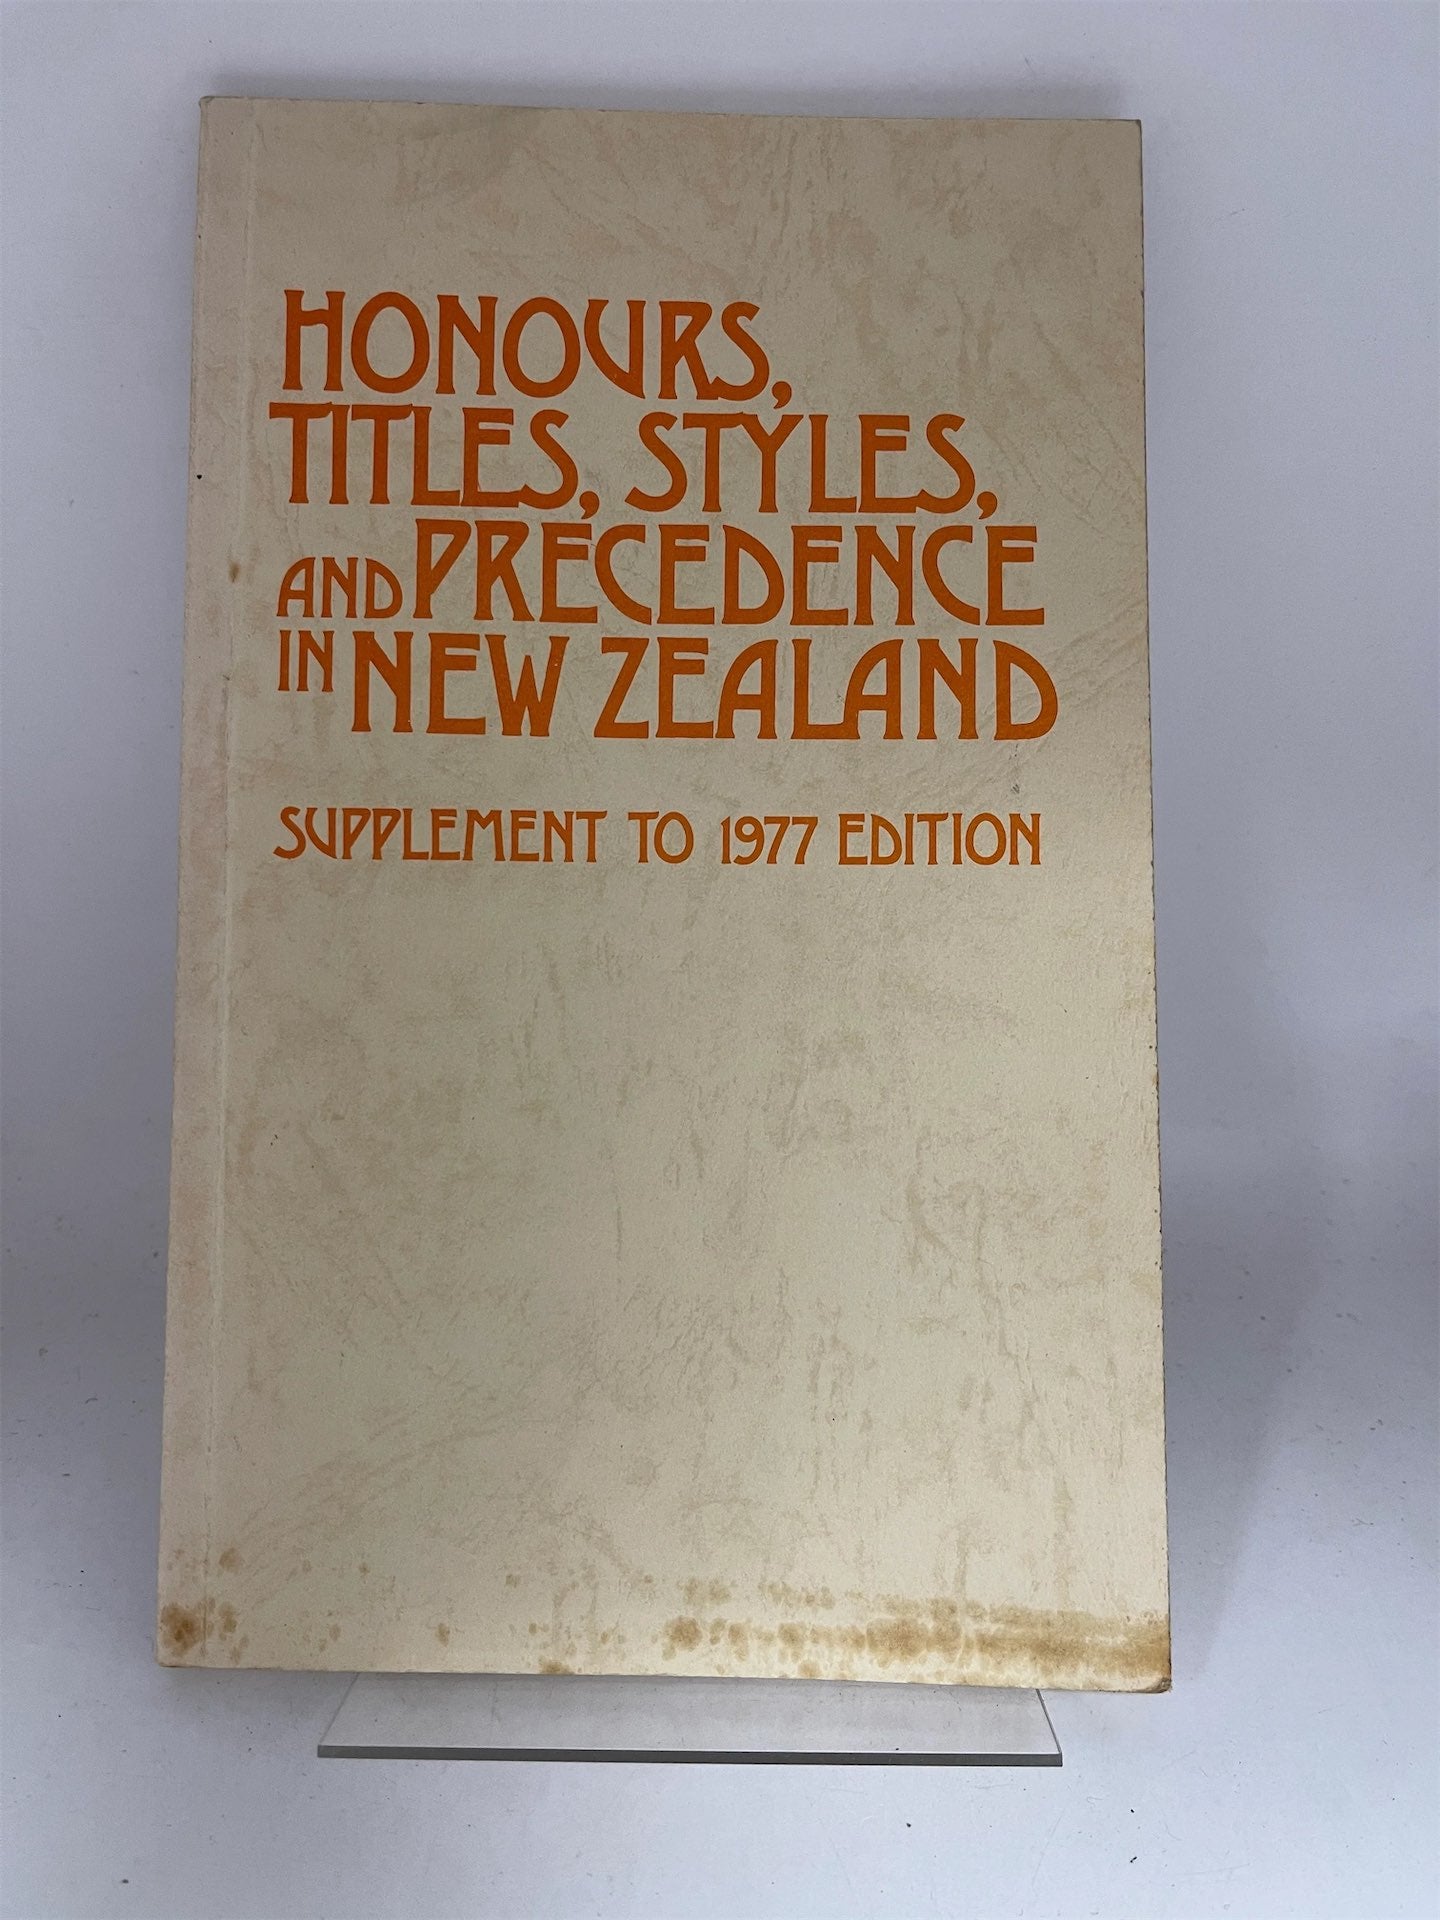 HONOURS,
TITLES, STYLES,
AND PRECEDENCE
IN NEW ZEALAND
SUPPLEMENT TO 1977 EDITION